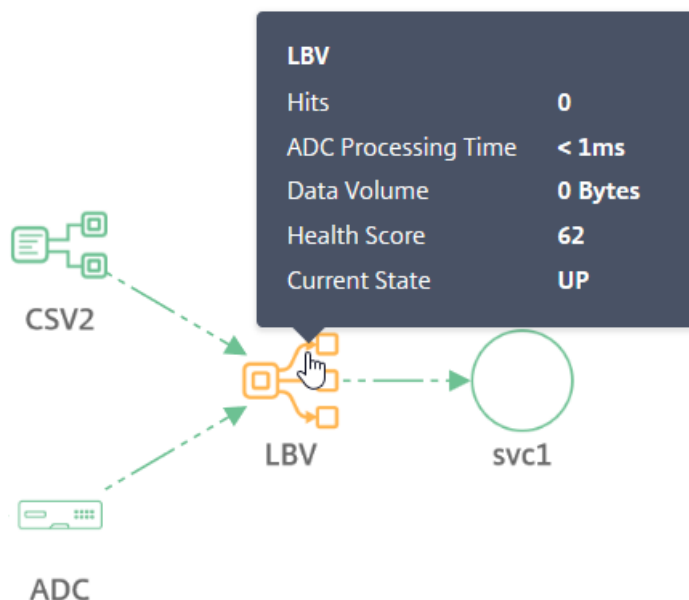 LBV
Hits 0
ADC Processing Time < 1ms
Data Volume 0 Bytes
Health Score 62
Current State UP
CSV2
LBV
svc1
ADC